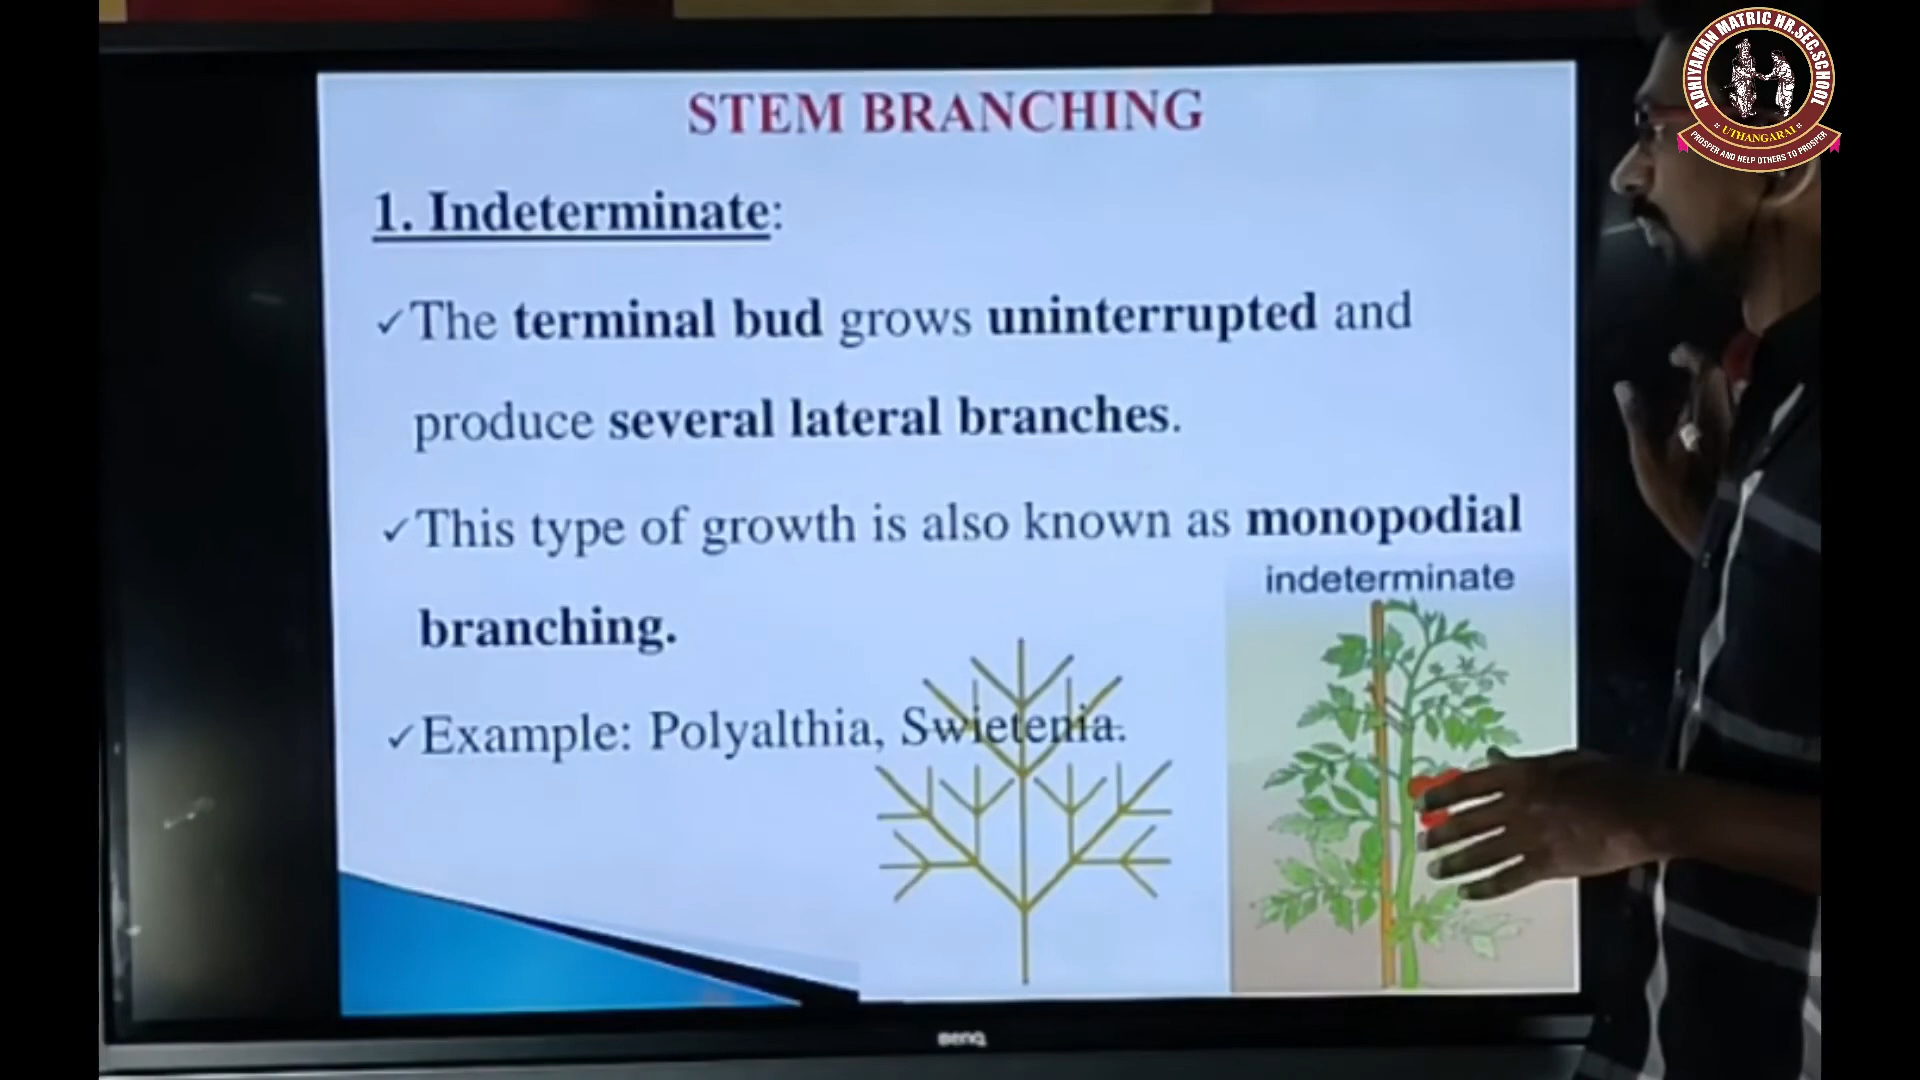 STEM BRANCHING
1. Indeterminate:
✓The terminal bud grows uninterrupted and
produce several lateral branches.
✓This type of growth is also known as monopodial
branching.
✓Example: Polyalthia, Swietenia.
indeterminate
BenQ
ADHIYAMAN MATRIC HR.SEC.SCHOOL
UTHANGARAI
PROSPER AND HELP OTHERS TO PROSPER